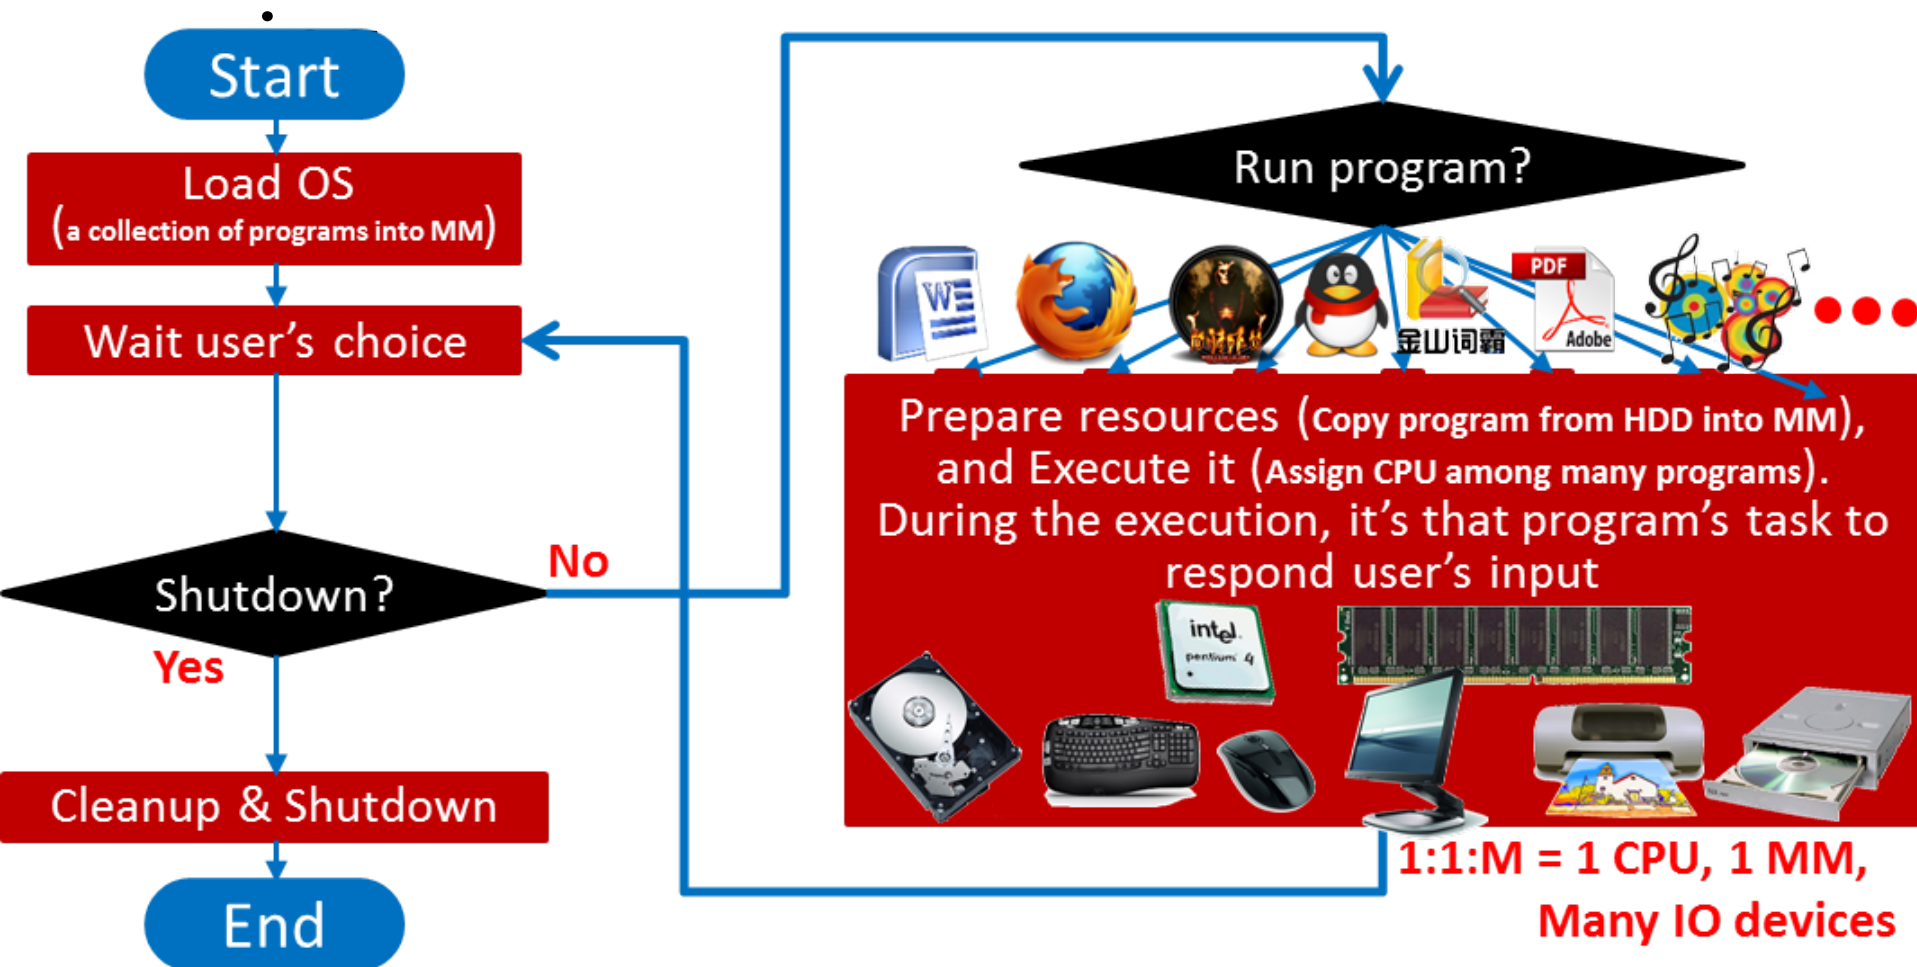 Start
Load OS
(a collection of programs into MM)
Wait user's choice
Shutdown?
No
Yes
Cleanup & Shutdown
End
Run program?
W
金山词霸
PDF
Adobe
Prepare resources (Copy program from HDD into MM),
and Execute it (Assign CPU among many programs).
During the execution, it's that program's task to
respond user's input
intel
pentium 4
1:1:M = 1 CPU, 1 MM,
Many IO devices